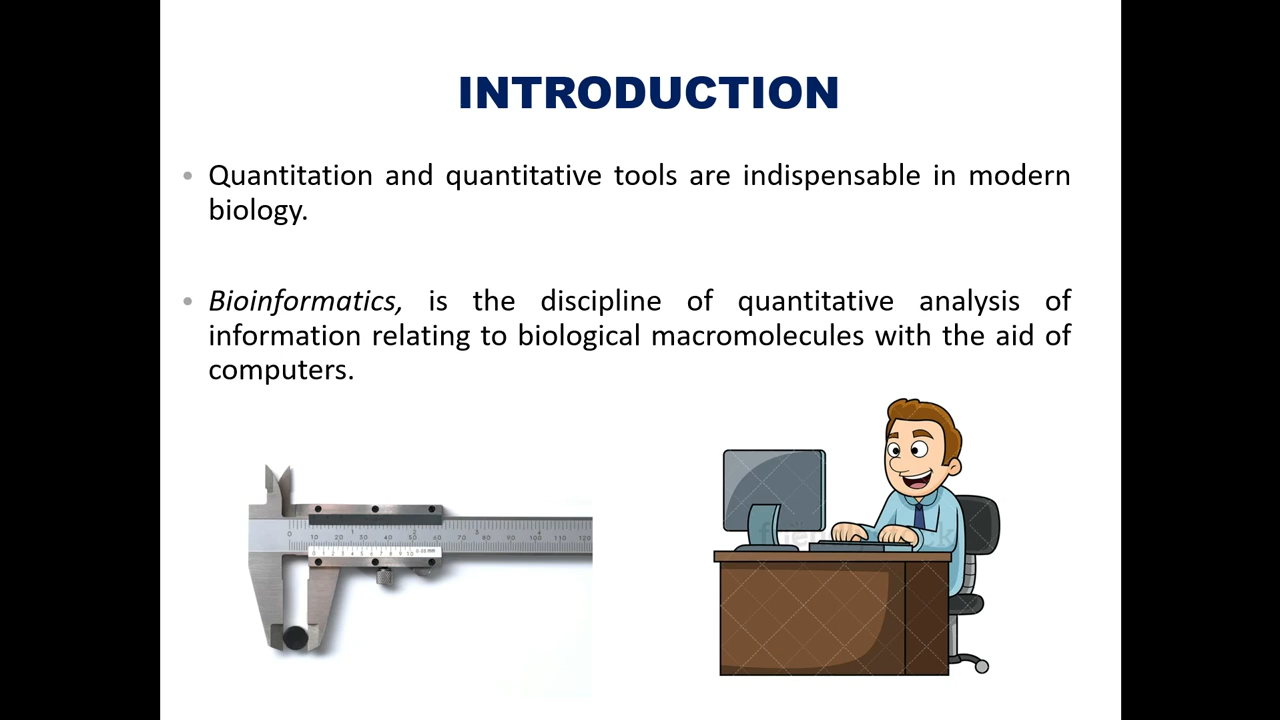 INTRODUCTION
• Quantitation and quantitative tools are indispensable in modern
biology.
• Bioinformatics, is the discipline of quantitative analysis of
information relating to biological macromolecules with the aid of
computers.